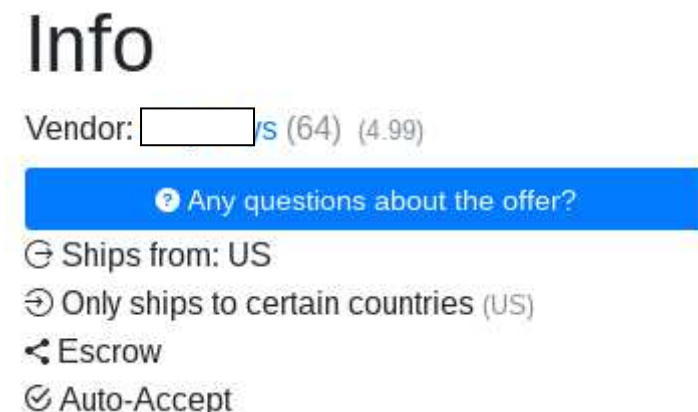 Info
Vendor: ys (64) (4.99)
Any questions about the offer?
Ships from: US
Only ships to certain countries (US)
Escrow
Auto-Accept